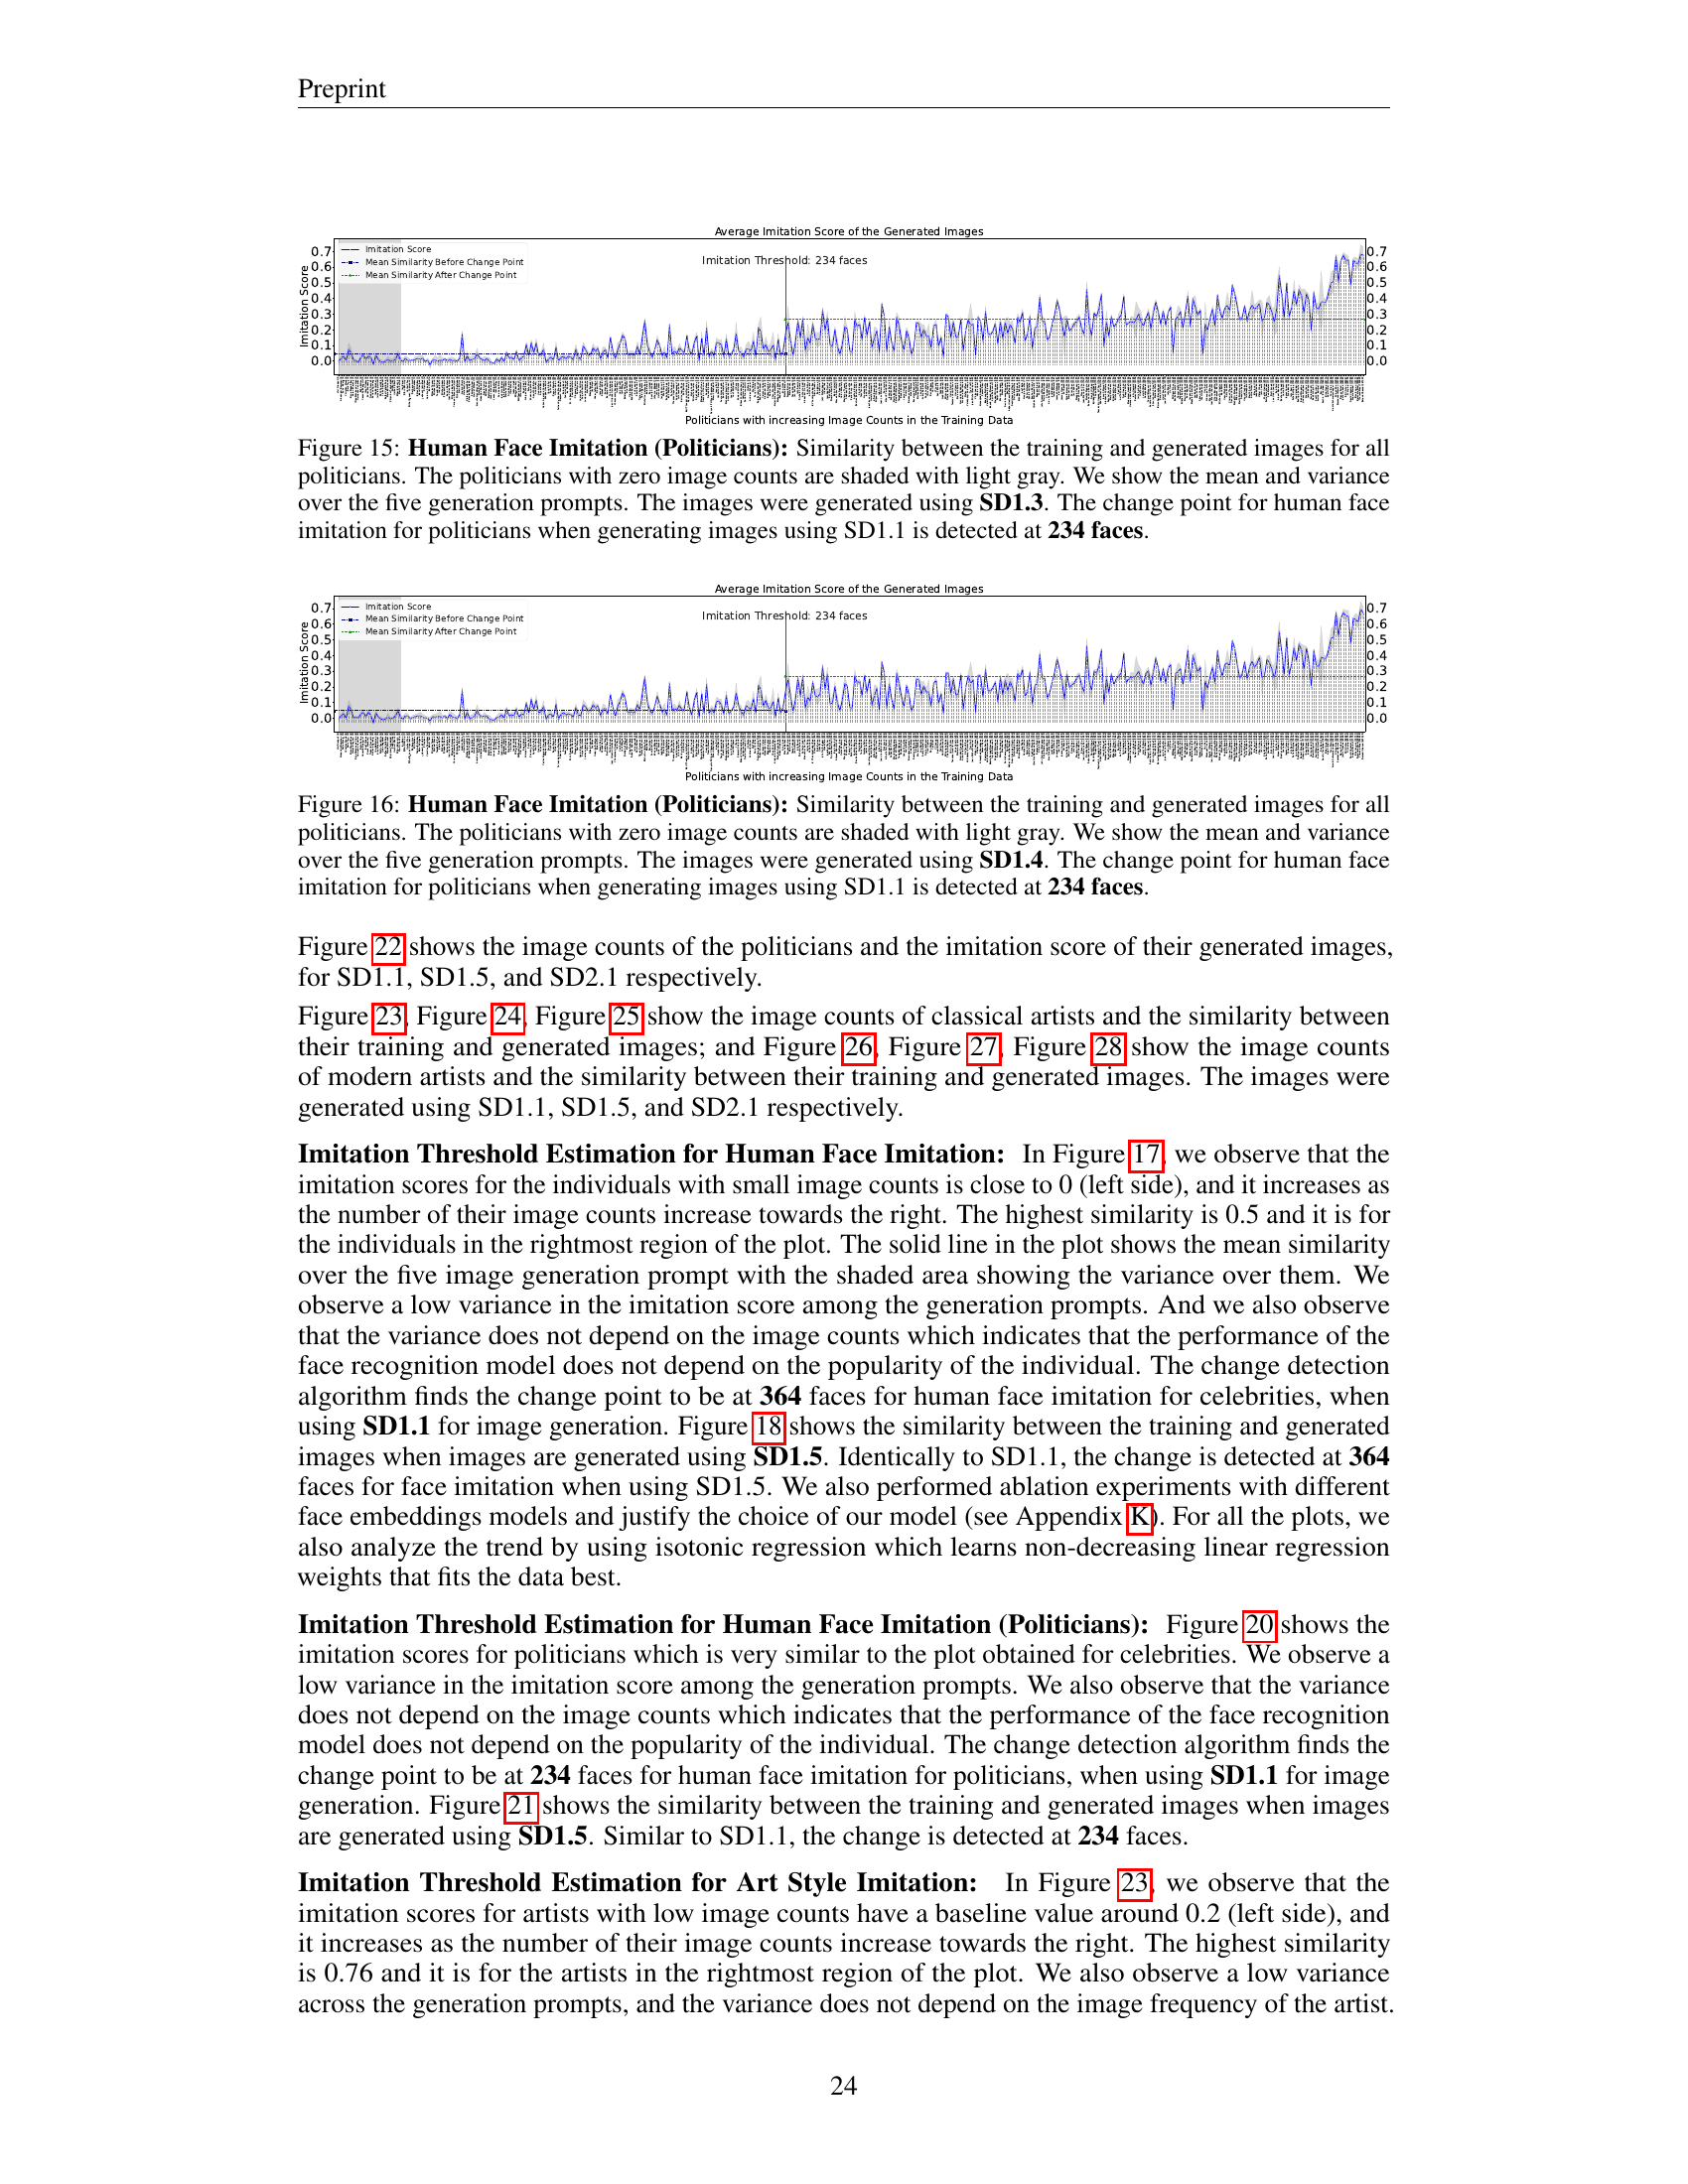 Preprint
Average Imitation Score of the Generated Images
Imitation Score
Mean Similarity Before Change Point
Mean Similarity After Change Point
Imitation Threshold: 234 faces
Imitation Score
0.7
0.6
0.5
0.4
0.3
0.2
0.1
0.0
0.7
0.6
0.5
0.4
0.3
0.2
0.1
0.0
Politicians with increasing Image Counts in the Training Data
Figure 15: Human Face Imitation (Politicians): Similarity between the training and generated images for all
politicians. The politicians with zero image counts are shaded with light gray. We show the mean and variance
over the five generation prompts. The images were generated using SD1.3. The change point for human face
imitation for politicians when generating images using SD1.1 is detected at 234 faces.
Average Imitation Score of the Generated Images
Imitation Score
Mean Similarity Before Change Point
Mean Similarity After Change Point
Imitation Threshold: 234 faces
Imitation Score
0.7
0.6
0.5
0.4
0.3
0.2
0.1
0.0
0.7
0.6
0.5
0.4
0.3
0.2
0.1
0.0
Politicians with increasing Image Counts in the Training Data
Figure 16: Human Face Imitation (Politicians): Similarity between the training and generated images for all
politicians. The politicians with zero image counts are shaded with light gray. We show the mean and variance
over the five generation prompts. The images were generated using SD1.4. The change point for human face
imitation for politicians when generating images using SD1.1 is detected at 234 faces.
Figure 22 shows the image counts of the politicians and the imitation score of their generated images,
for SD1.1, SD1.5, and SD2.1 respectively.
Figure 23, Figure 24, Figure 25 show the image counts of classical artists and the similarity between
their training and generated images; and Figure 26, Figure 27, Figure 28 show the image counts
of modern artists and the similarity between their training and generated images. The images were
generated using SD1.1, SD1.5, and SD2.1 respectively.
Imitation Threshold Estimation for Human Face Imitation: In Figure 17, we observe that the
imitation scores for the individuals with small image counts is close to 0 (left side), and it increases as
the number of their image counts increase towards the right. The highest similarity is 0.5 and it is for
the individuals in the rightmost region of the plot. The solid line in the plot shows the mean similarity
over the five image generation prompt with the shaded area showing the variance over them. We
observe a low variance in the imitation score among the generation prompts. And we also observe
that the variance does not depend on the image counts which indicates that the performance of the
face recognition model does not depend on the popularity of the individual. The change detection
algorithm finds the change point to be at 364 faces for human face imitation for celebrities, when
using SD1.1 for image generation. Figure 18 shows the similarity between the training and generated
images when images are generated using SD1.5. Identically to SD1.1, the change is detected at 364
faces for face imitation when using SD1.5. We also performed ablation experiments with different
face embeddings models and justify the choice of our model (see Appendix K). For all the plots, we
also analyze the trend by using isotonic regression which learns non-decreasing linear regression
weights that fits the data best.
Imitation Threshold Estimation for Human Face Imitation (Politicians): Figure 20 shows the
imitation scores for politicians which is very similar to the plot obtained for celebrities. We observe a
low variance in the imitation score among the generation prompts. We also observe that the variance
does not depend on the image counts which indicates that the performance of the face recognition
model does not depend on the popularity of the individual. The change detection algorithm finds the
change point to be at 234 faces for human face imitation for politicians, when using SD1.1 for image
generation. Figure 21 shows the similarity between the training and generated images when images
are generated using SD1.5. Similar to SD1.1, the change is detected at 234 faces.
Imitation Threshold Estimation for Art Style Imitation: In Figure 23, we observe that the
imitation scores for artists with low image counts have a baseline value around 0.2 (left side), and
it increases as the number of their image counts increase towards the right. The highest similarity
is 0.76 and it is for the artists in the rightmost region of the plot. We also observe a low variance
across the generation prompts, and the variance does not depend on the image frequency of the artist.
24